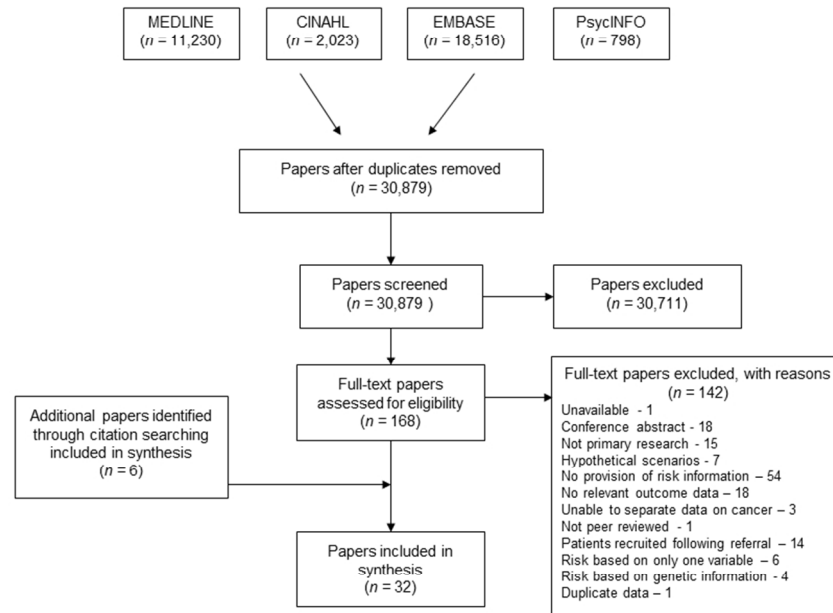 MEDLINE
(n = 11,230)
CINAHL
(n = 2,023)
EMBASE
(n = 18,516)
PsycINFO
(n = 798)
Papers after duplicates removed
(n = 30,879)
Papers screened
(n = 30,879 )
Papers excluded
(n = 30,711)
Full-text papers
assessed for eligibility
(n = 168)
Full-text papers excluded, with reasons
(n = 142)
Unavailable - 1
Conference abstract - 18
Not primary research - 15
Hypothetical scenarios - 7
No provision of risk information – 54
No relevant outcome data – 18
Unable to separate data on cancer – 3
Not peer reviewed - 1
Patients recruited following referral – 14
Risk based on only one variable – 6
Risk based on genetic information - 4
Duplicate data – 1
Additional papers identified
through citation searching
included in synthesis
(n = 6)
Papers included in
synthesis
(n = 32)